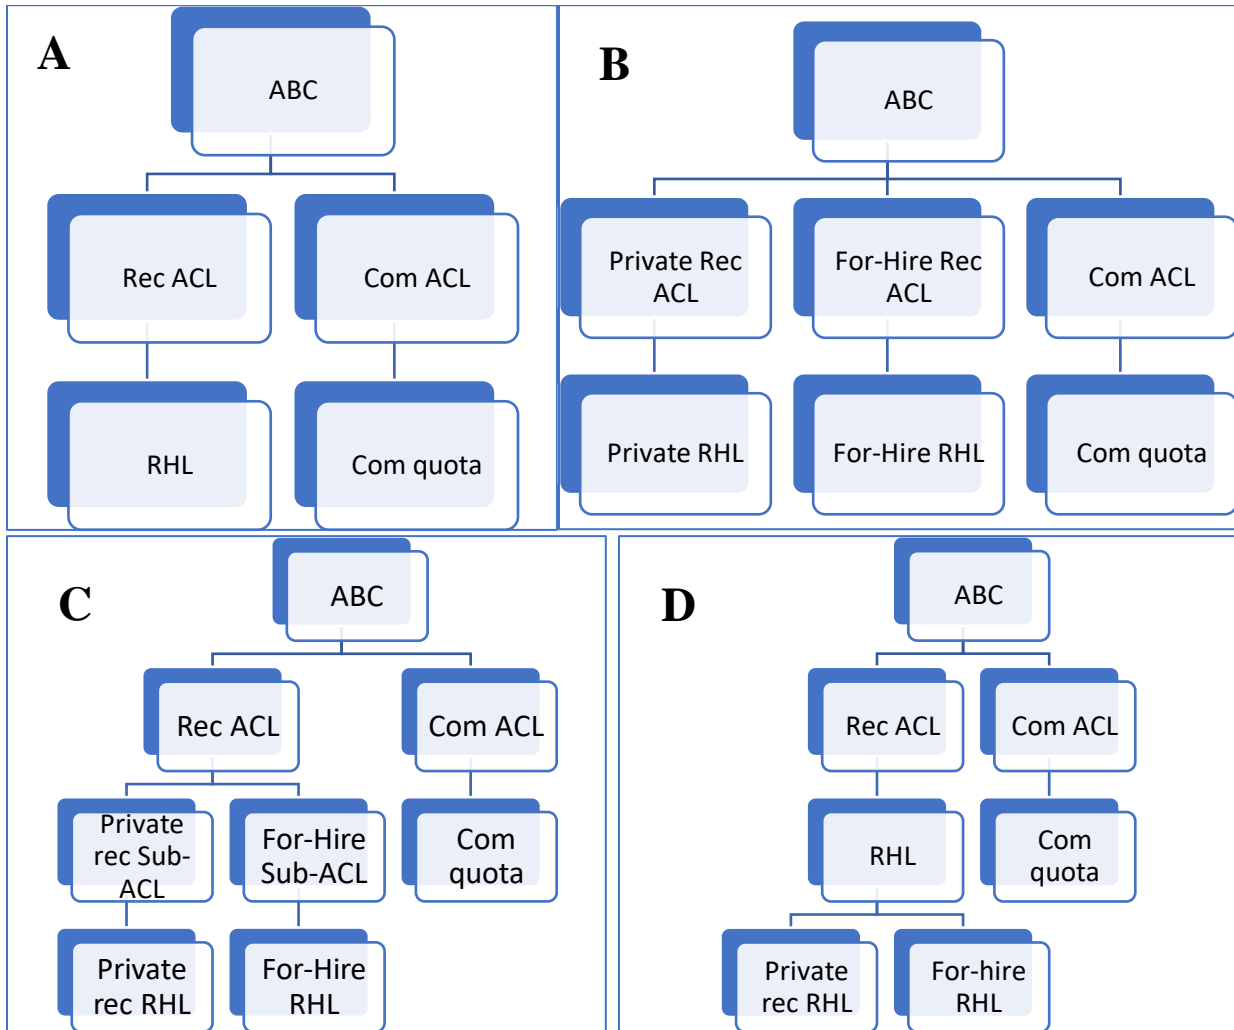 A
ABC
Rec ACL
Com ACL
RHL
Com quota
B
ABC
Private Rec
ACL
For-Hire Rec
ACL
Com ACL
Private RHL
For-Hire RHL
Com quota
C
ABC
Rec ACL
Com ACL
Private
rec Sub-
ACL
For-Hire
Sub-ACL
Com
quota
Private
rec RHL
For-Hire
RHL
D
ABC
Rec ACL
Com ACL
RHL
Com
quota
Private
rec RHL
For-hire
RHL